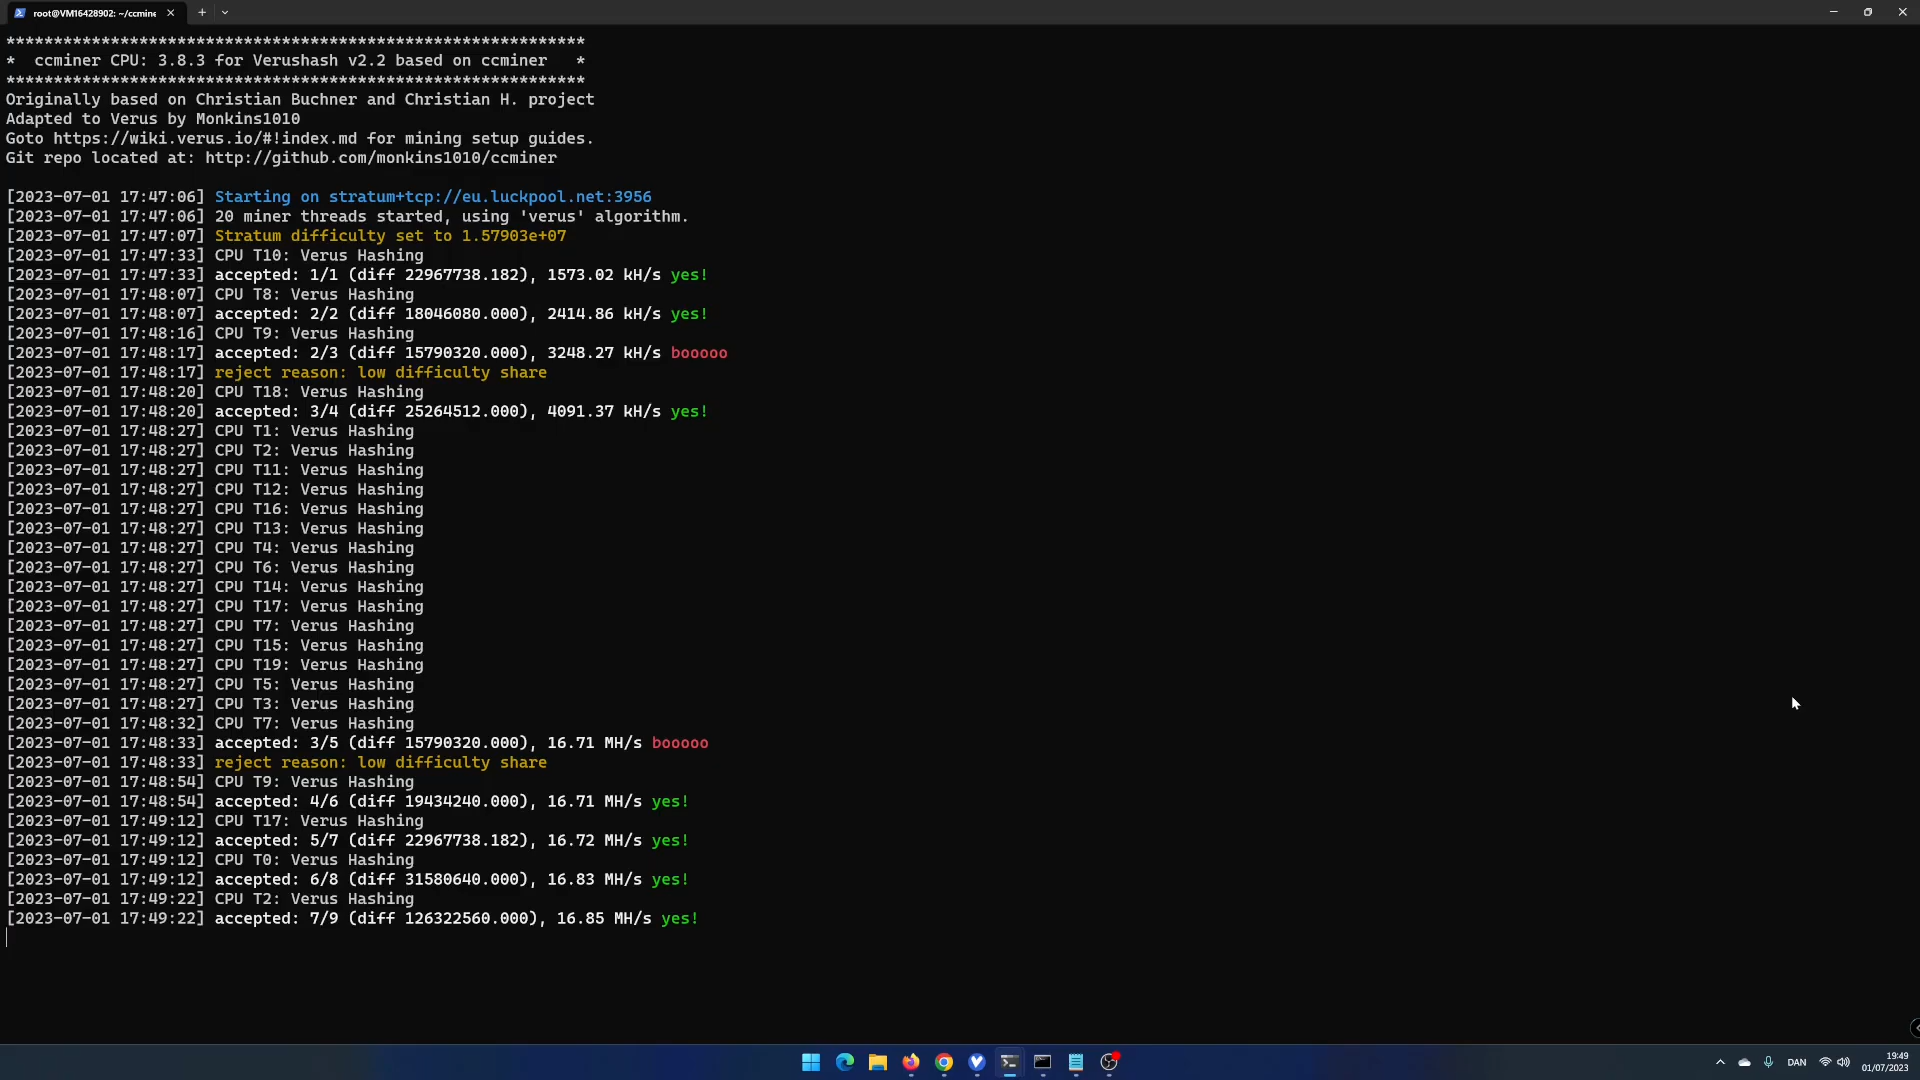 root@VM16428902: ~/ccmine
*************************************************************
*  ccminer CPU: 3.8.3 for Verushash v2.2 based on ccminer   *
*************************************************************
Originally based on Christian Buchner and Christian H. project
Adapted to Verus by Monkins1010
Goto https://wiki.verus.io/#!index.md for mining setup guides.
Git repo located at: http://github.com/monkins1010/ccminer
[2023-07-01 17:47:06] Starting on stratum+tcp://eu.luckpool.net:3956
[2023-07-01 17:47:06] 20 miner threads started, using 'verus' algorithm.
[2023-07-01 17:47:07] Stratum difficulty set to 1.57903e+07
[2023-07-01 17:47:33] CPU T10: Verus Hashing
[2023-07-01 17:47:33] accepted: 1/1 (diff 22967738.182), 1573.02 kH/s yes!
[2023-07-01 17:48:07] CPU T8: Verus Hashing
[2023-07-01 17:48:07] accepted: 2/2 (diff 18046080.000), 2414.86 kH/s yes!
[2023-07-01 17:48:16] CPU T9: Verus Hashing
[2023-07-01 17:48:17] accepted: 2/3 (diff 15790320.000), 3248.27 kH/s booooo
[2023-07-01 17:48:17] reject reason: low difficulty share
[2023-07-01 17:48:20] CPU T18: Verus Hashing
[2023-07-01 17:48:20] accepted: 3/4 (diff 25264512.000), 4091.37 kH/s yes!
[2023-07-01 17:48:27] CPU T1: Verus Hashing
[2023-07-01 17:48:27] CPU T2: Verus Hashing
[2023-07-01 17:48:27] CPU T11: Verus Hashing
[2023-07-01 17:48:27] CPU T12: Verus Hashing
[2023-07-01 17:48:27] CPU T16: Verus Hashing
[2023-07-01 17:48:27] CPU T13: Verus Hashing
[2023-07-01 17:48:27] CPU T4: Verus Hashing
[2023-07-01 17:48:27] CPU T6: Verus Hashing
[2023-07-01 17:48:27] CPU T14: Verus Hashing
[2023-07-01 17:48:27] CPU T17: Verus Hashing
[2023-07-01 17:48:27] CPU T7: Verus Hashing
[2023-07-01 17:48:27] CPU T15: Verus Hashing
[2023-07-01 17:48:27] CPU T19: Verus Hashing
[2023-07-01 17:48:27] CPU T5: Verus Hashing
[2023-07-01 17:48:27] CPU T3: Verus Hashing
[2023-07-01 17:48:32] CPU T7: Verus Hashing
[2023-07-01 17:48:33] accepted: 3/5 (diff 15790320.000), 16.71 MH/s booooo
[2023-07-01 17:48:33] reject reason: low difficulty share
[2023-07-01 17:48:54] CPU T9: Verus Hashing
[2023-07-01 17:48:54] accepted: 4/6 (diff 19434240.000), 16.71 MH/s yes!
[2023-07-01 17:49:12] CPU T17: Verus Hashing
[2023-07-01 17:49:12] accepted: 5/7 (diff 22967738.182), 16.72 MH/s yes!
[2023-07-01 17:49:12] CPU T0: Verus Hashing
[2023-07-01 17:49:12] accepted: 6/8 (diff 31580640.000), 16.83 MH/s yes!
[2023-07-01 17:49:22] CPU T2: Verus Hashing
[2023-07-01 17:49:22] accepted: 7/9 (diff 126322560.000), 16.85 MH/s yes!
DAN
19:49
01/07/2023